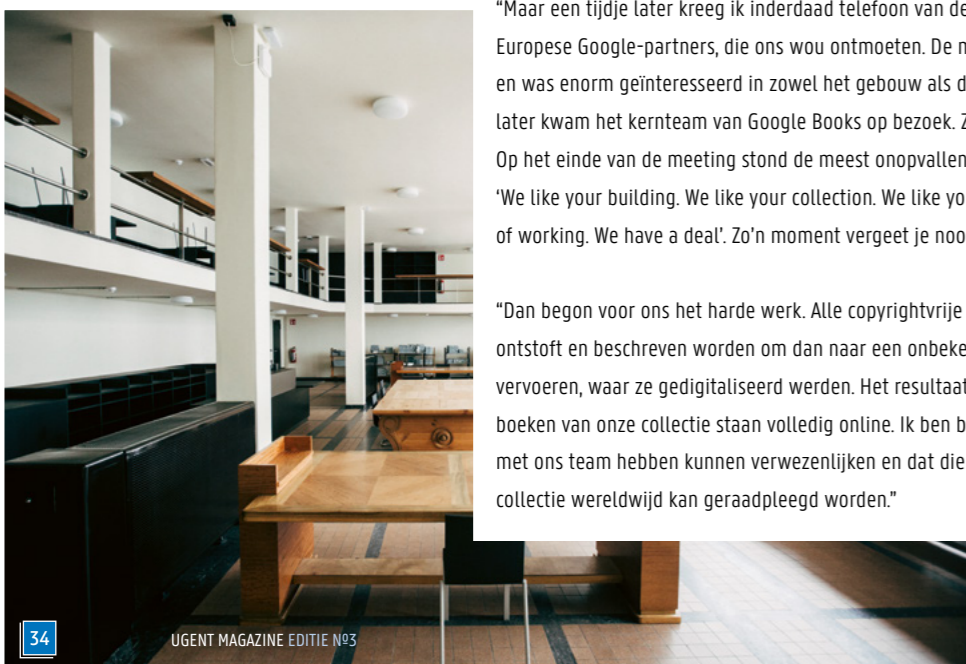 “Maar een tijdje later kreeg ik inderdaad telefoon van de
Europese Google-partners, die ons wou ontmoeten. De
en was enorm geïnteresseerd in zowel het gebouw als
later kwam het kernteam van Google Books op bezoek.
Op het einde van de meeting stond de meest
‘We like your building. We like your collection. We like
of working. We have a deal’. Zo’n moment vergeet je
“Dan begon voor ons het harde werk. Alle copyrightvrije
ontstoft en beschreven worden om dan naar een
vervoeren, waar ze gedigitaliseerd werden. Het
boeken van onze collectie staan volledig online. Ik ben
met ons team hebben kunnen verwezenlijken en dat die
collectie wereldwijd kan geraadpleegd worden.”
34
UGENT MAGAZINE EDITIE Nº3